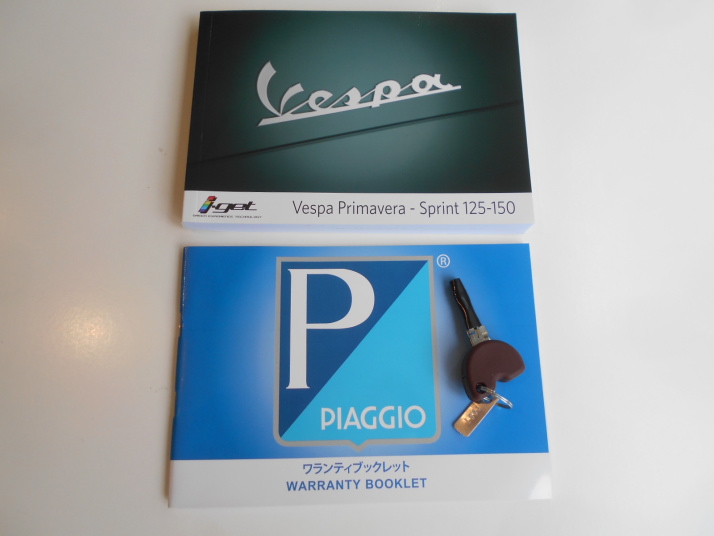 Vespa
i-get
Vespa Primavera - Sprint 125-150
P
®
PIAGGIO
ワランティブックレット
WARRANTY BOOKLET